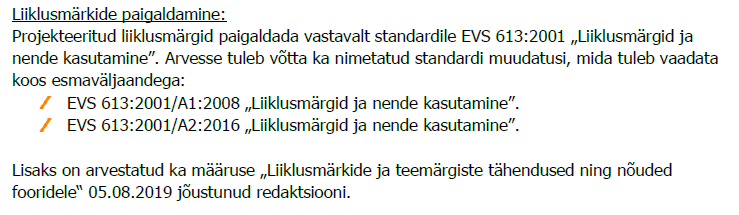 Liiklusmärkide paigaldamine:
Projekteeritud liiklusmärgid paigaldada vastavalt standardile EVS 613:2001 „Liiklusmärgid ja
nende kasutamine”. Arvesse tuleb võtta ka nimetatud standardi muudatusi, mida tuleb vaadata
koos esmaväljaandega:
EVS 613:2001/A1:2008 „Liiklusmärgid ja nende kasutamine”.
EVS 613:2001/A2:2016 „Liiklusmärgid ja nende kasutamine”.
Lisaks on arvestatud ka määruse „Liiklusmärkide ja teemärgiste tähendused ning nõuded
fooridele“ 05.08.2019 jõustunud redaktsiooni.